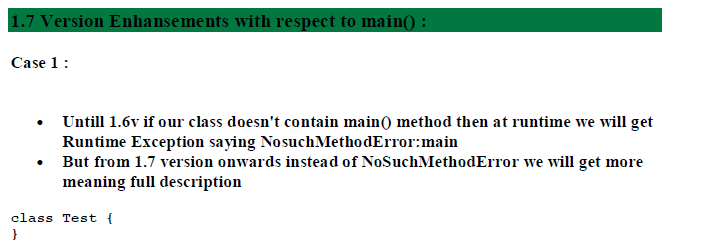 1.7 Version Enhansements with respect to main() :
Case 1 :
• Untill 1.6v if our class doesn't contain main() method then at runtime we will get
Runtime Exception saying NosuchMethodError:main
• But from 1.7 version onwards instead of NoSuchMethodError we will get more
meaning full description
class Test {
}